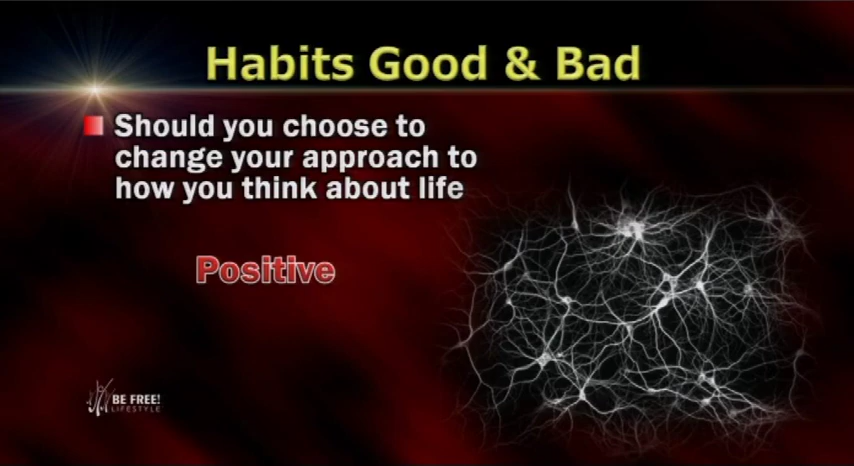 Habits Good & Bad
Should you choose to
change your approach to
how you think about life
Positive
BE FREE!
LIFESTYLE